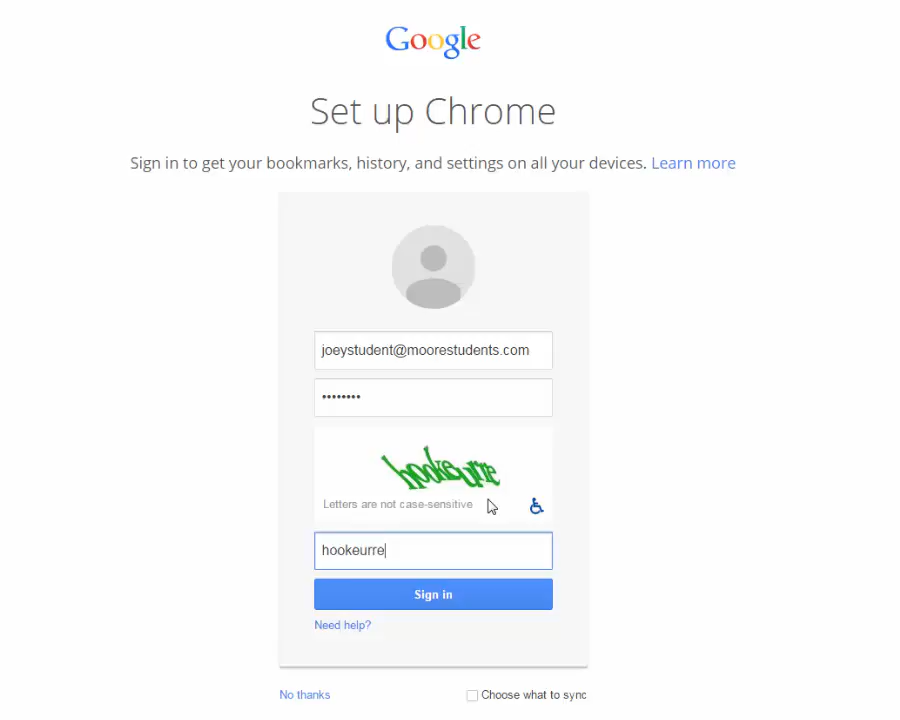 Google
Set up Chrome
Sign in to get your bookmarks, history, and settings on all your devices. Learn more
joeystudent@moorestudents.com
••••••••
hookeurre
Letters are not case-sensitive
hookeurre
Sign in
Need help?
No thanks
Choose what to sync